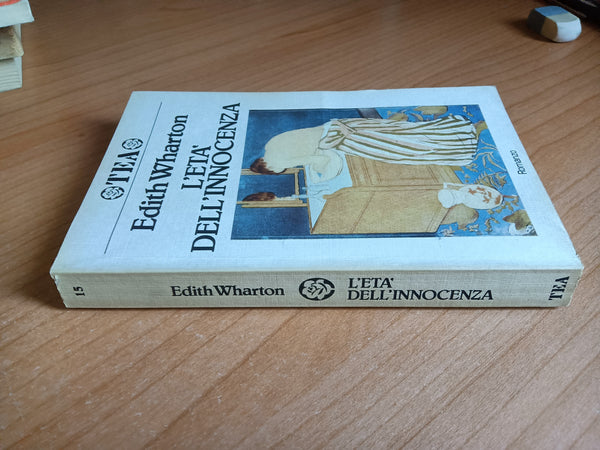 TEA
Edith Wharton
L'ETA'
DELL'INNOCENZA
Romanzo
15
Edith Wharton
L'ETA'
DELL'INNOCENZA
TEA